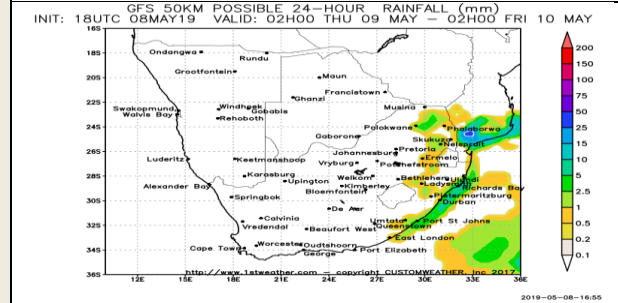 GFS 50KM POSSIBLE 24-HOUR RAINFALL (mm)
INIT: 18UTC 08MAY19 VALID: 02H00 THU 09 MAY – 02H00 FRI 10 MAY
16S
Ondangwa
Rundu
200
18S
150
Grootfontein
Maun
100
20S
Francistown
75
Ghanzi
Musina
22S
50
Swakopmund
Windhoek
Gobabis
Walvis Bay
Rehoboth
Polokwane
Phalaborwa
25
24S
Gaborone
Skukuza
Nelspruit
15
Johannesburg
Pretoria
26S
10
Luderitz
Keetmanshoop
Vryburg
Potchefstroom
Ermelo
5
Karasburg
Upington
Welkom
Bethlehem
Ulundi
28S
Alexander Bay
Kimberley
Ladysmith
Richards Bay
2.5
Springbok
Bloemfontein
Pietermaritzburg
30S
Durban
1
De Aar
Calvinia
Umtata
Port St Johns
0.5
Vredendal
Beaufort West
Queenstown
32S
0.2
East London
Cape Town
Worcester
Oudtshoorn
34S
George
Port Elizabeth
0.1
http://www.1stweather.com – copyright CUSTOMWEATHER, Inc 2017
36S
12E 15E 18E 21E 24E 27E 30E 33E 36E
2019-05-08-16:55